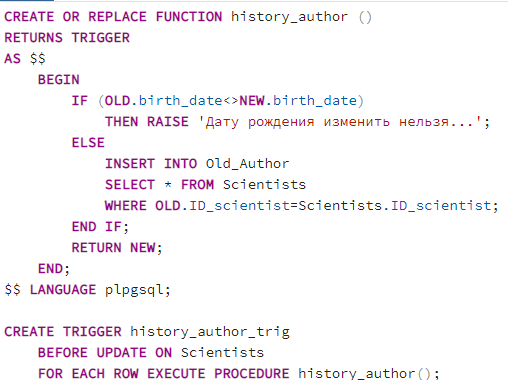 CREATE OR REPLACE FUNCTION history_author ()
RETURNS TRIGGER
AS $$
    BEGIN
        IF (OLD.birth_date<>NEW.birth_date)
            THEN RAISE 'Дату рождения изменить нельзя...';
        ELSE
            INSERT INTO Old_Author
            SELECT * FROM Scientists
            WHERE OLD.ID_scientist=Scientists.ID_scientist;
        END IF;
        RETURN NEW;
    END;
$$ LANGUAGE plpgsql;
CREATE TRIGGER history_author_trig
    BEFORE UPDATE ON Scientists
    FOR EACH ROW EXECUTE PROCEDURE history_author();